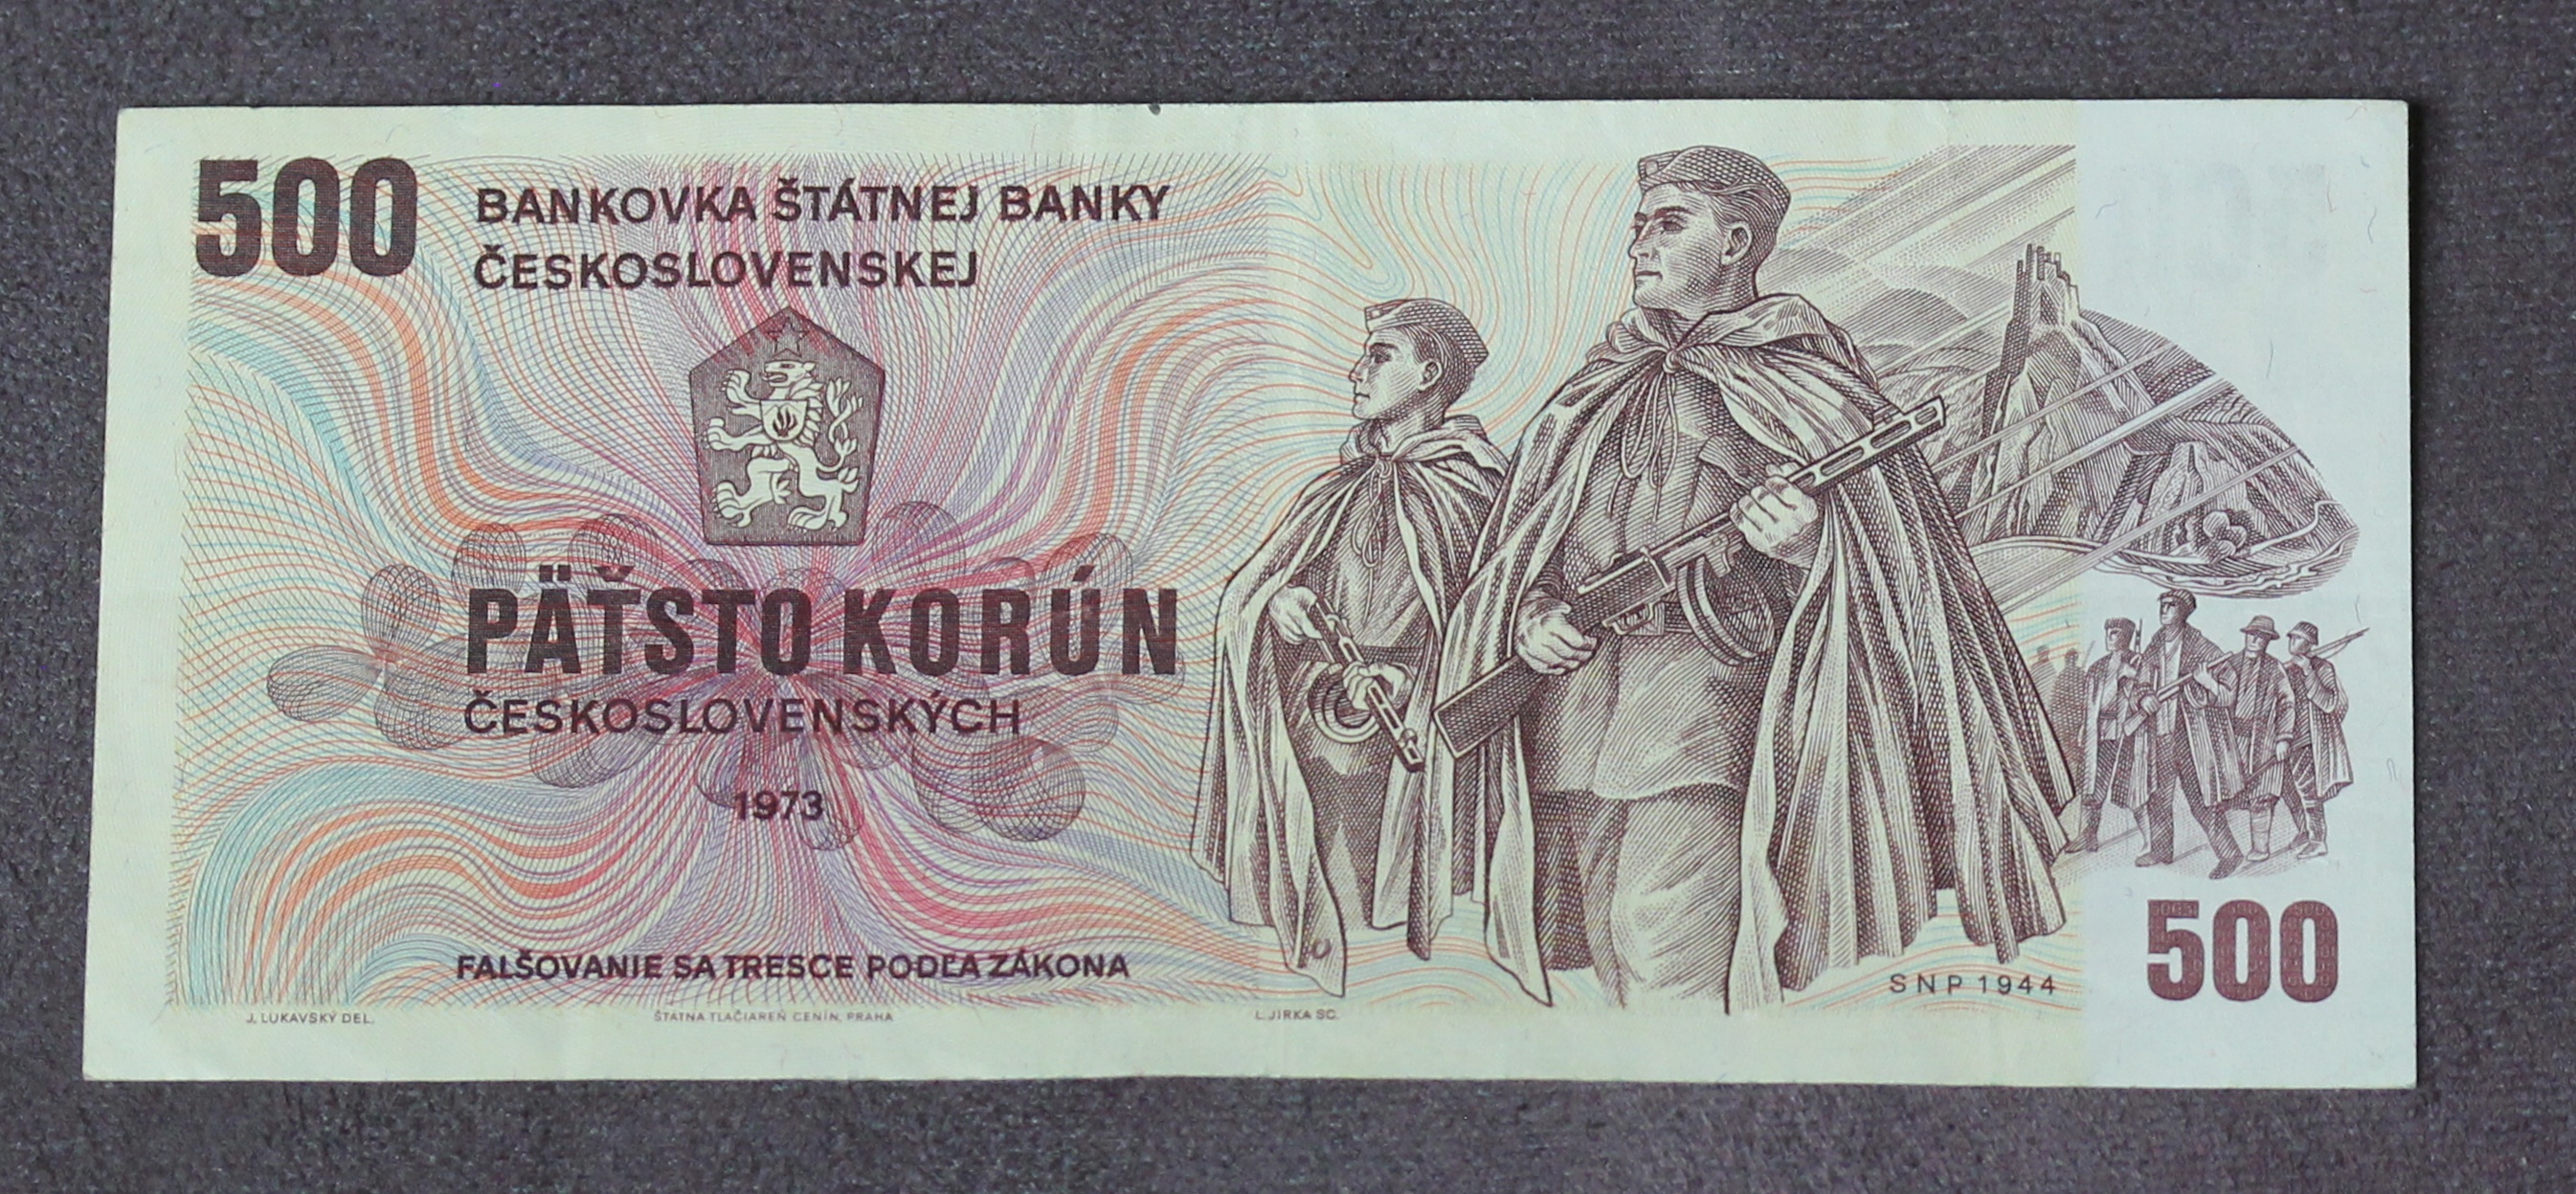 500
BANKOVKA ŠTÁTNEJ BANKY
ČESKOSLOVENSKEJ
PÄŤSTO KORÚN
ČESKOSLOVENSKÝCH
1973
FALŠOVANIE SA TRESCE PODĽA ZÁKONA
SNP 1944
500
J. LUKAVSKÝ DEL.
ŠTÁTNA TLAČIAREŇ CENÍN, PRAHA
L. JIRKA SC.